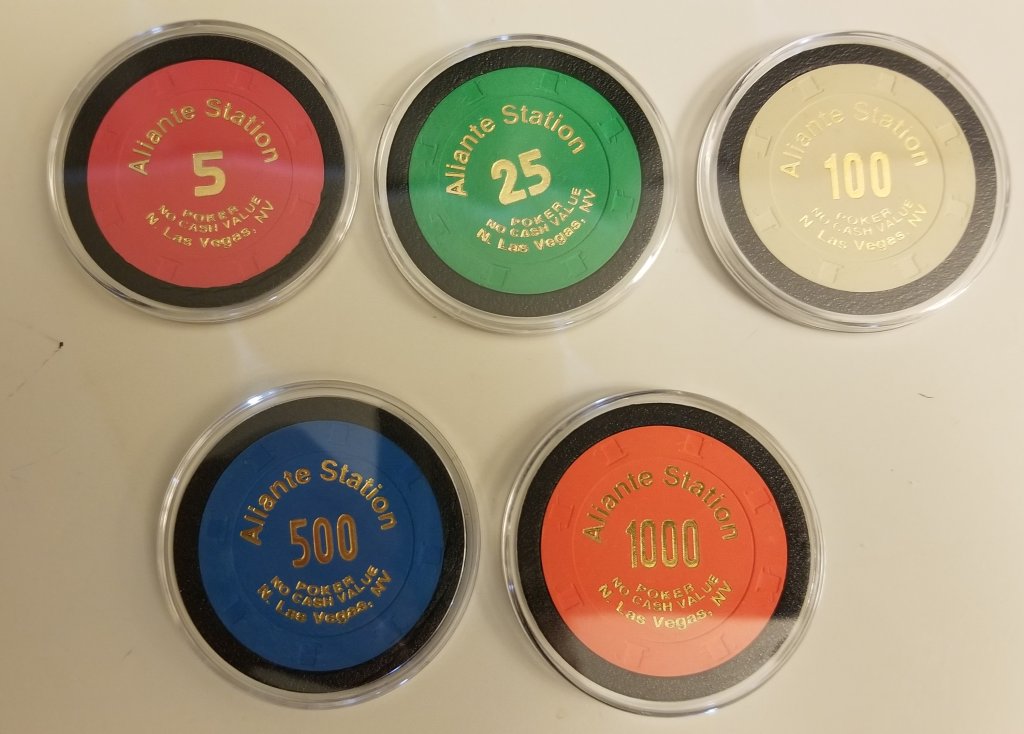 Aliante Station
5
POKER
NO CASH VALUE
N. Las Vegas, NV
Aliante Station
25
POKER
NO CASH VALUE
N. Las Vegas, NV
Aliante Station
100
POKER
NO CASH VALUE
N. Las Vegas, NV
Aliante Station
500
POKER
NO CASH VALUE
N. Las Vegas, NV
Aliante Station
1000
POKER
NO CASH VALUE
N. Las Vegas, NV